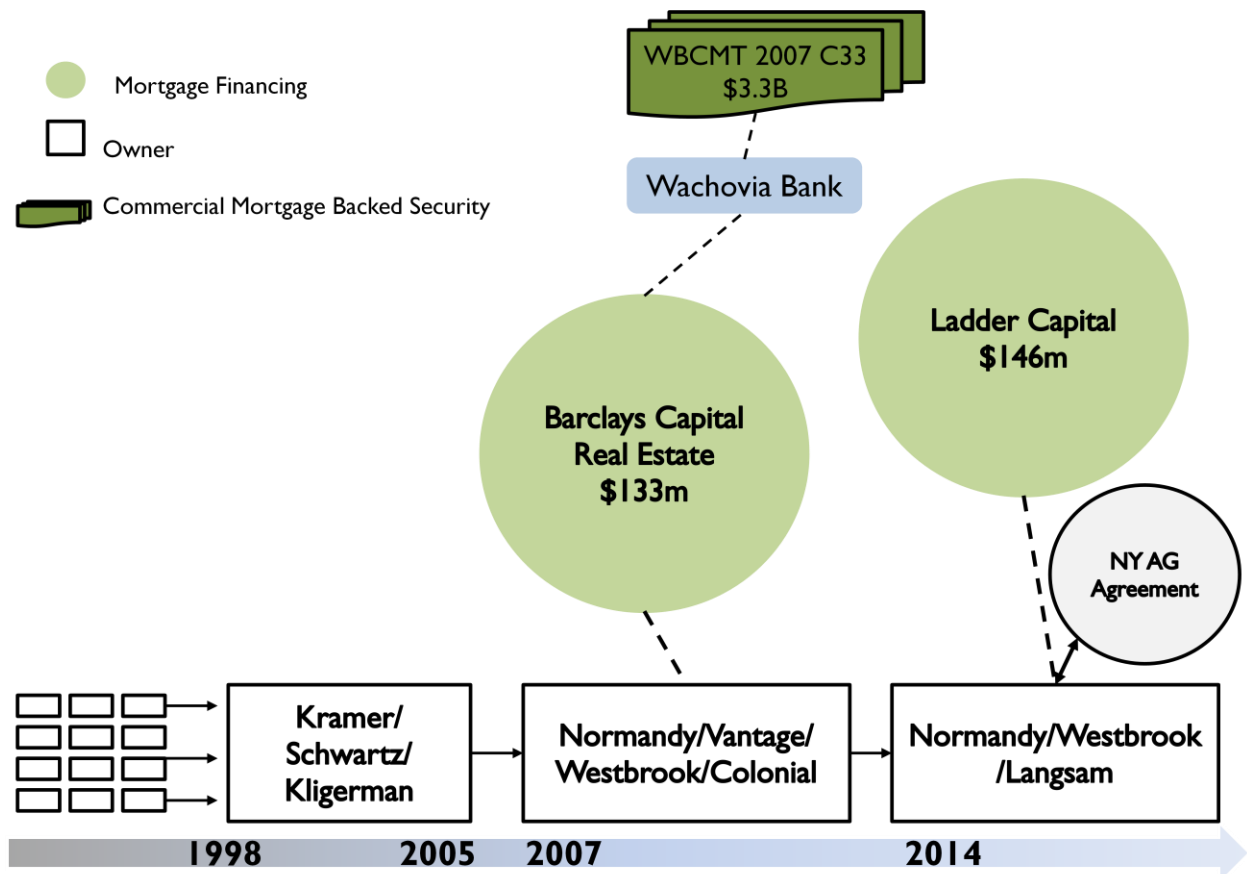 Mortgage Financing
Owner
Commercial Mortgage Backed Security
WBCMT 2007 C33
$3.3B
Wachovia Bank
Ladder Capital
$146m
Barclays Capital
Real Estate
$133m
NY AG
Agreement
Kramer/
Schwartz/
Kligerman
Normandy/Vantage/
Westbrook/Colonial
Normandy/Westbrook
/Langsam
1998
2005
2007
2014